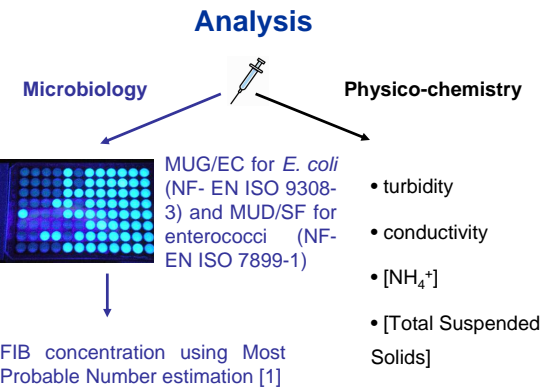 Analysis
Microbiology
Physico-chemistry
MUG/EC for E. coli
(NF- EN ISO 9308-
3) and MUD/SF for
enterococci (NF-
EN ISO 7899-1)
FIB concentration using Most
Probable Number estimation [1]
• turbidity
• conductivity
• [NH₄⁺]
• [Total Suspended
Solids]